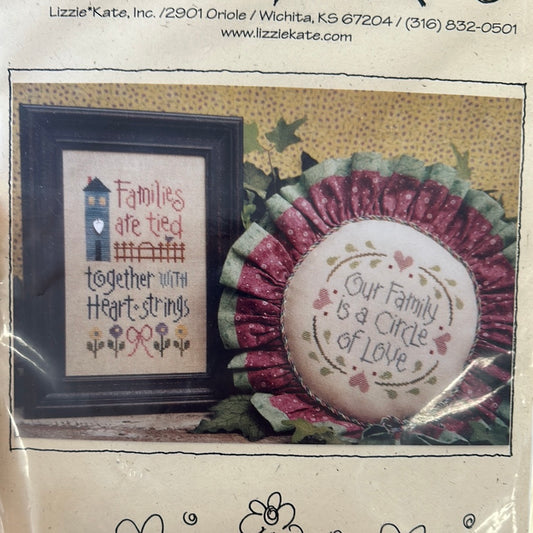 Lizzie*Kate, Inc. /2901 Oriole / Wichita, KS 67204 / (316) 832-0501
www.lizziekate.com
Families
are tied
together with
Heart-strings
Our Family
is a Circle
of Love